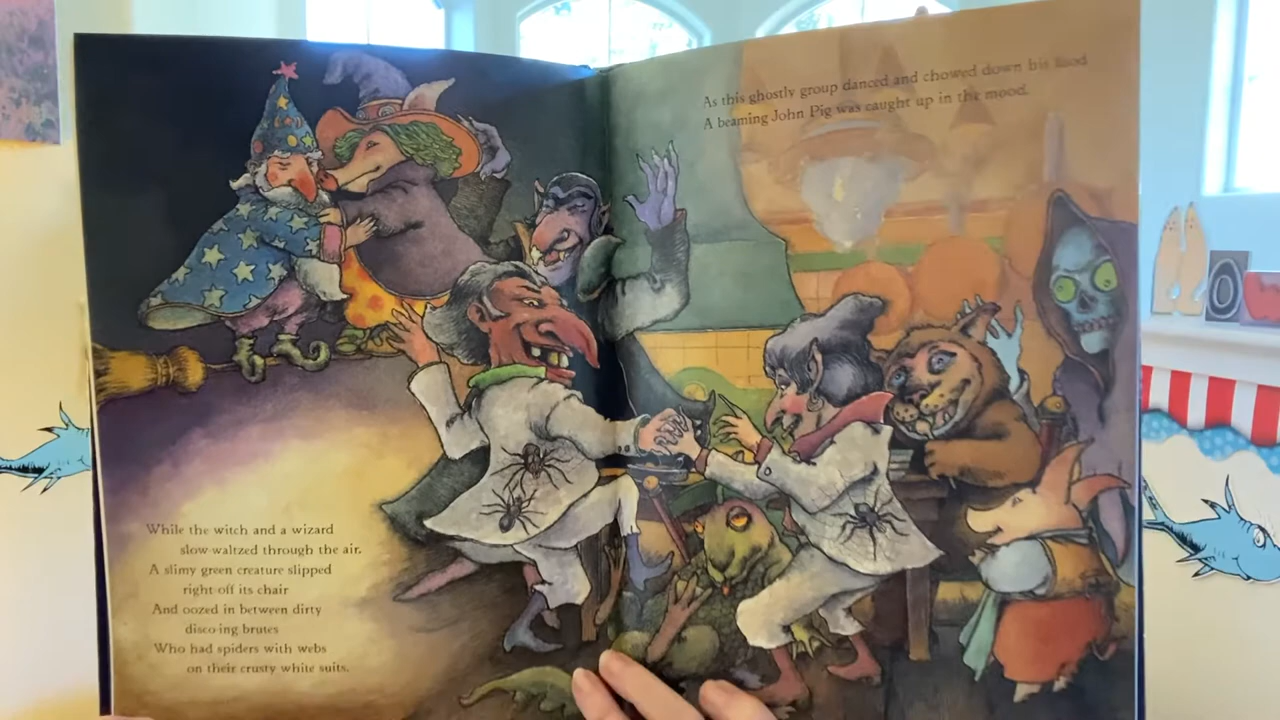 While the witch and a wizard
slow-waltzed through the air.
A slimy green creature slipped
right off its chair
And oozed in between dirty
disco-ing brutes
Who had spiders with webs
on their crusty white suits.
As this ghostly group danced and chowed down his food
A beaming John Pig was caught up in the mood.
O